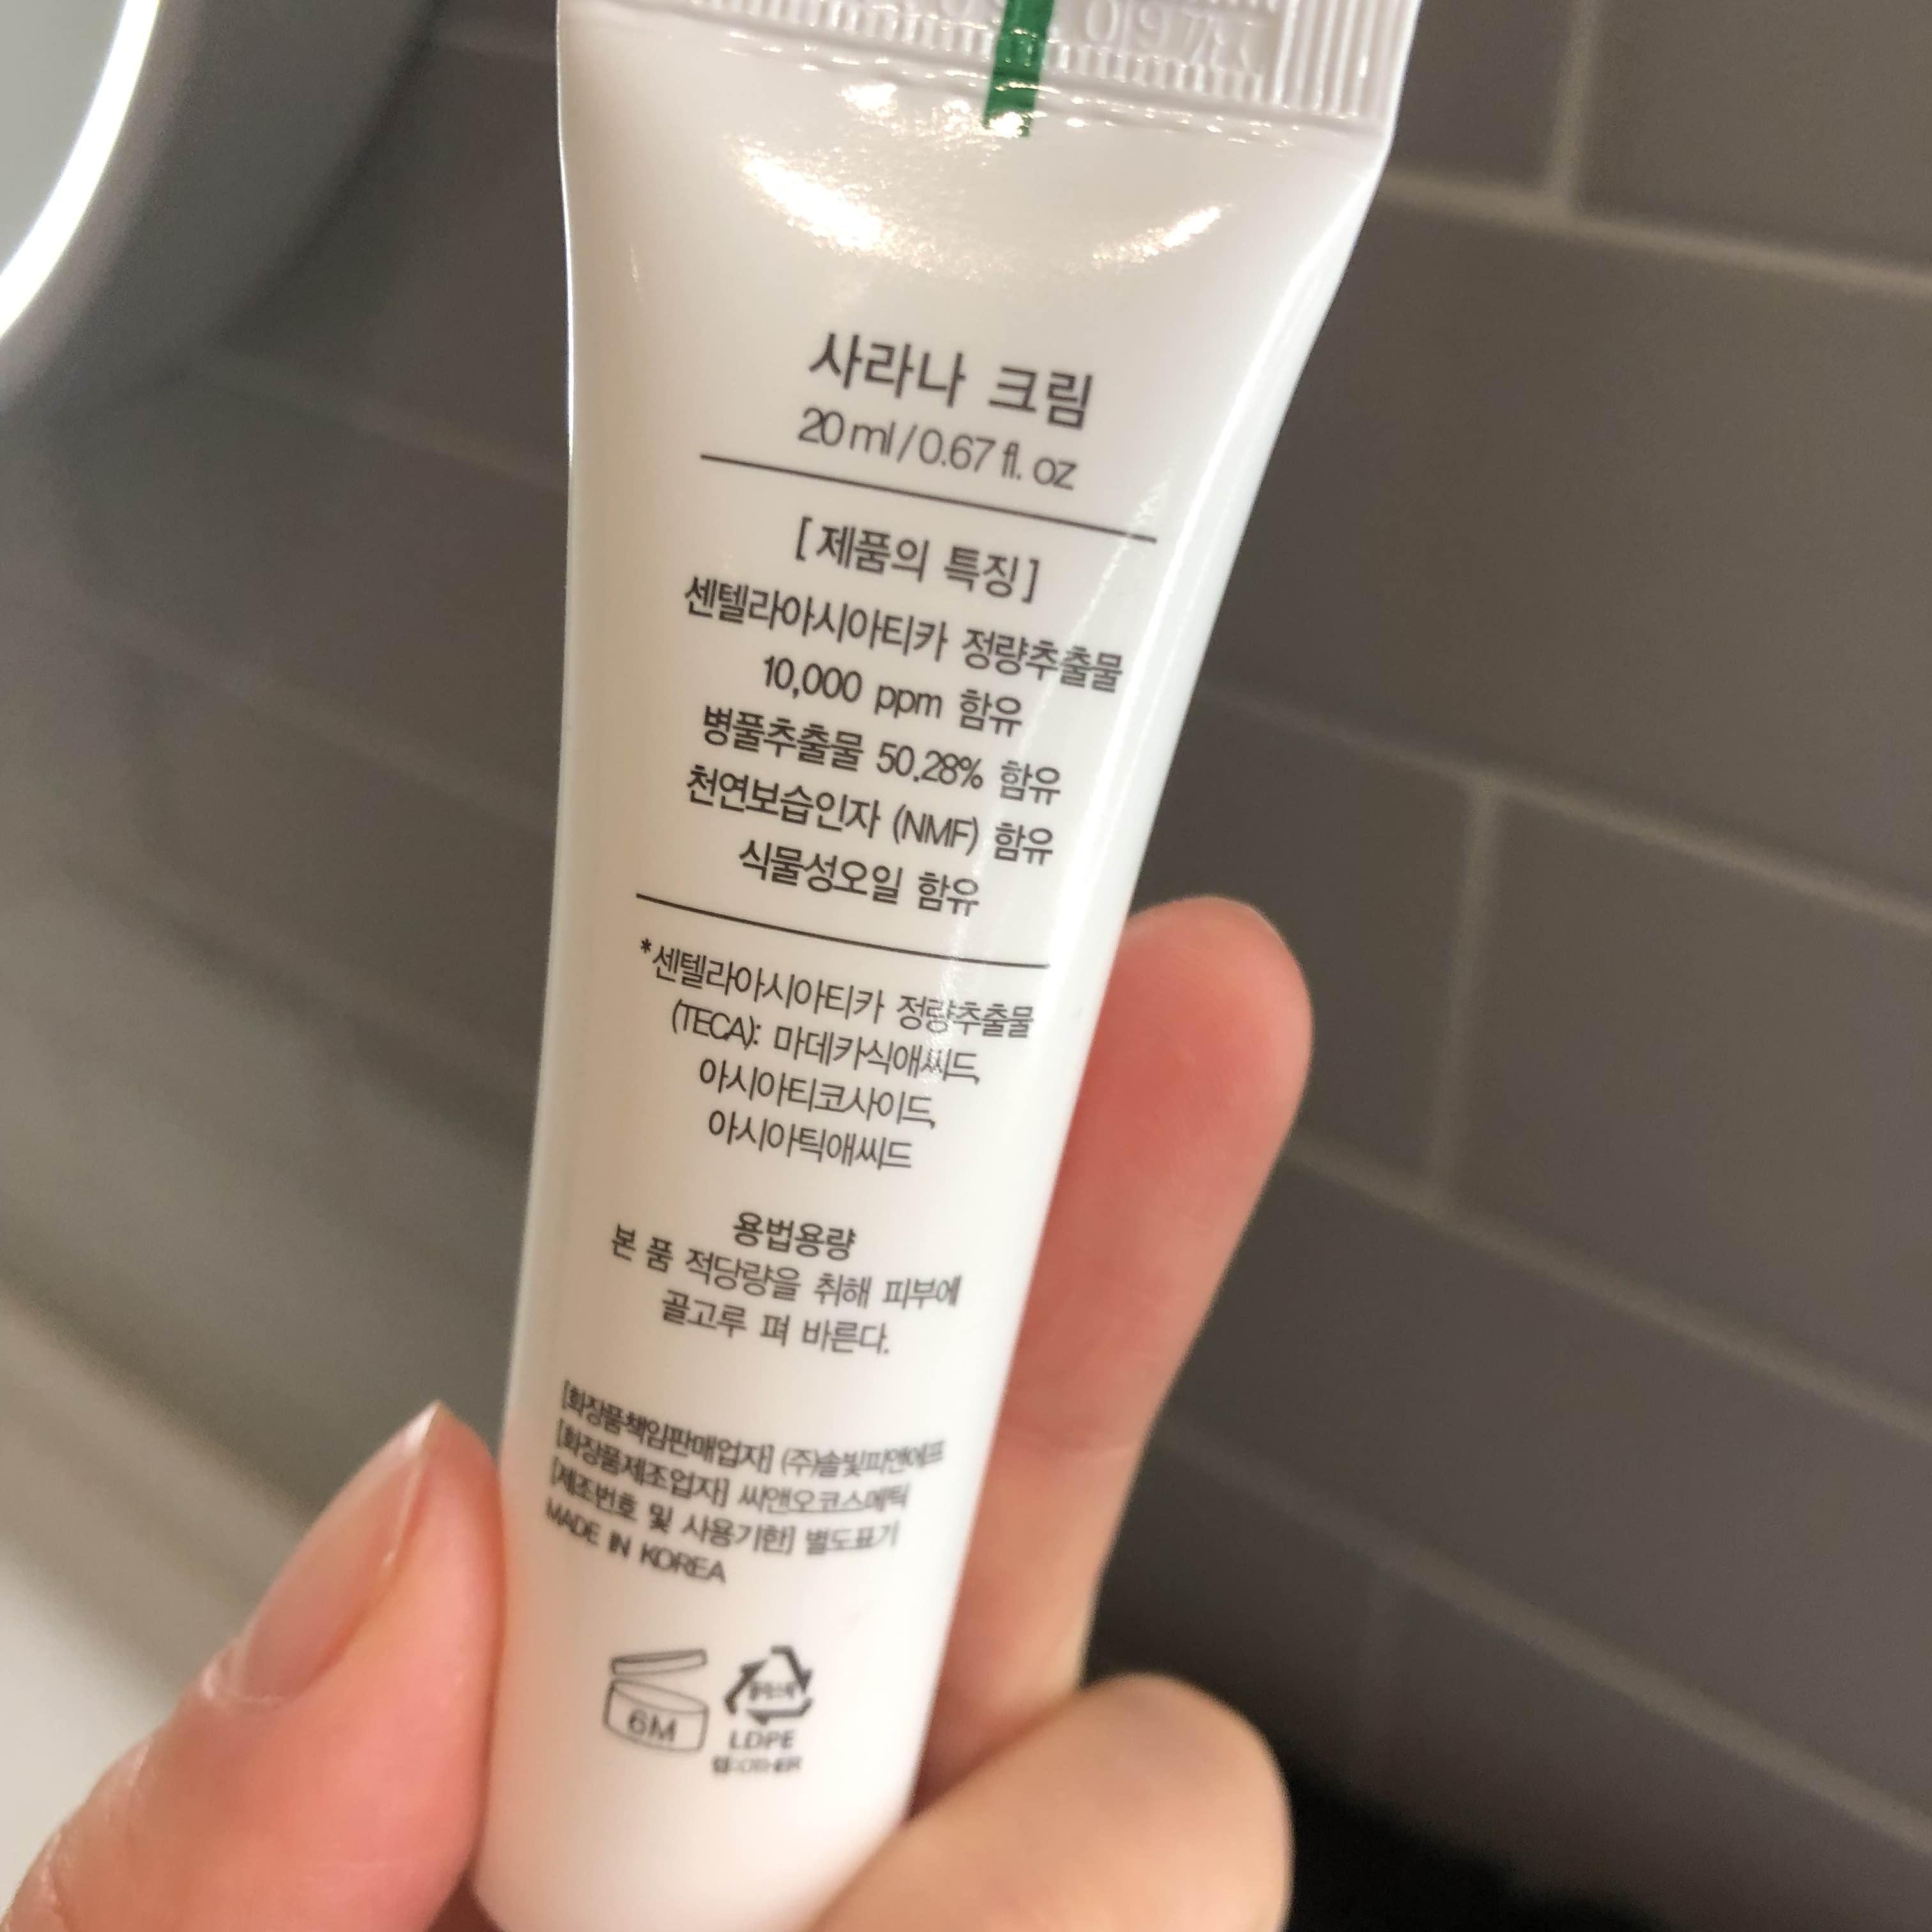 사라나 크림
20ml/0.67 fl. oz
[제품의 특징]
센텔라아시아티카 정량추출물
10,000 ppm 함유
병풀추출물 50.28% 함유
천연보습인자 (NMF) 함유
식물성오일 함유
*센텔라아시아티카 정량추출물
(TECA): 마데카식애씨드,
아시아티코사이드,
아시아틱애씨드
용법용량
본 품 적당량을 취해 피부에
골고루 펴 바른다.
[화장품책임판매업자] (주)솔빛피앤에프
[화장품제조업자] 씨앤오코스메틱
[제조번호 및 사용기한] 별도표기
MADE IN KOREA
6M
플라스틱
LDPE
캡:OTHER